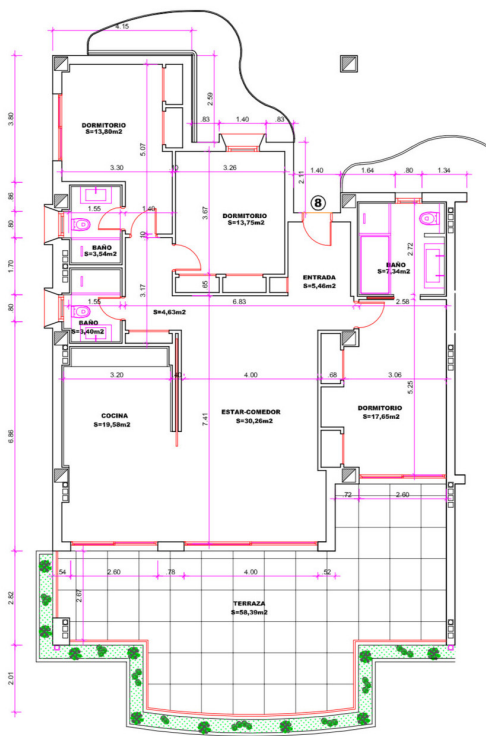 4.15
3.80
2.59
DORMITORIO
S=13,80m2
.83
1.40
.83
5.07
3.30
.10
3.26
2.11
1.40
1.64
.80
1.34
.86
1.55
1.40
3.67
8
.80
DORMITORIO
S=13,75m2
BAÑO
S=3,54m2
2.72
ENTRADA
S=5,46m2
BAÑO
S=7,34m2
1.70
3.17
.65
1.55
6.83
2.58
.80
S=4,63m2
BAÑO
S=3,40m2
3.20
.40
4.00
.68
3.06
5.25
COCINA
S=19,58m2
ESTAR-COMEDOR
S=30,26m2
DORMITORIO
S=17,65m2
7.41
6.86
.72
2.60
.54
2.60
.78
4.00
.52
2.67
2.82
TERRAZA
S=58,39m2
2.01